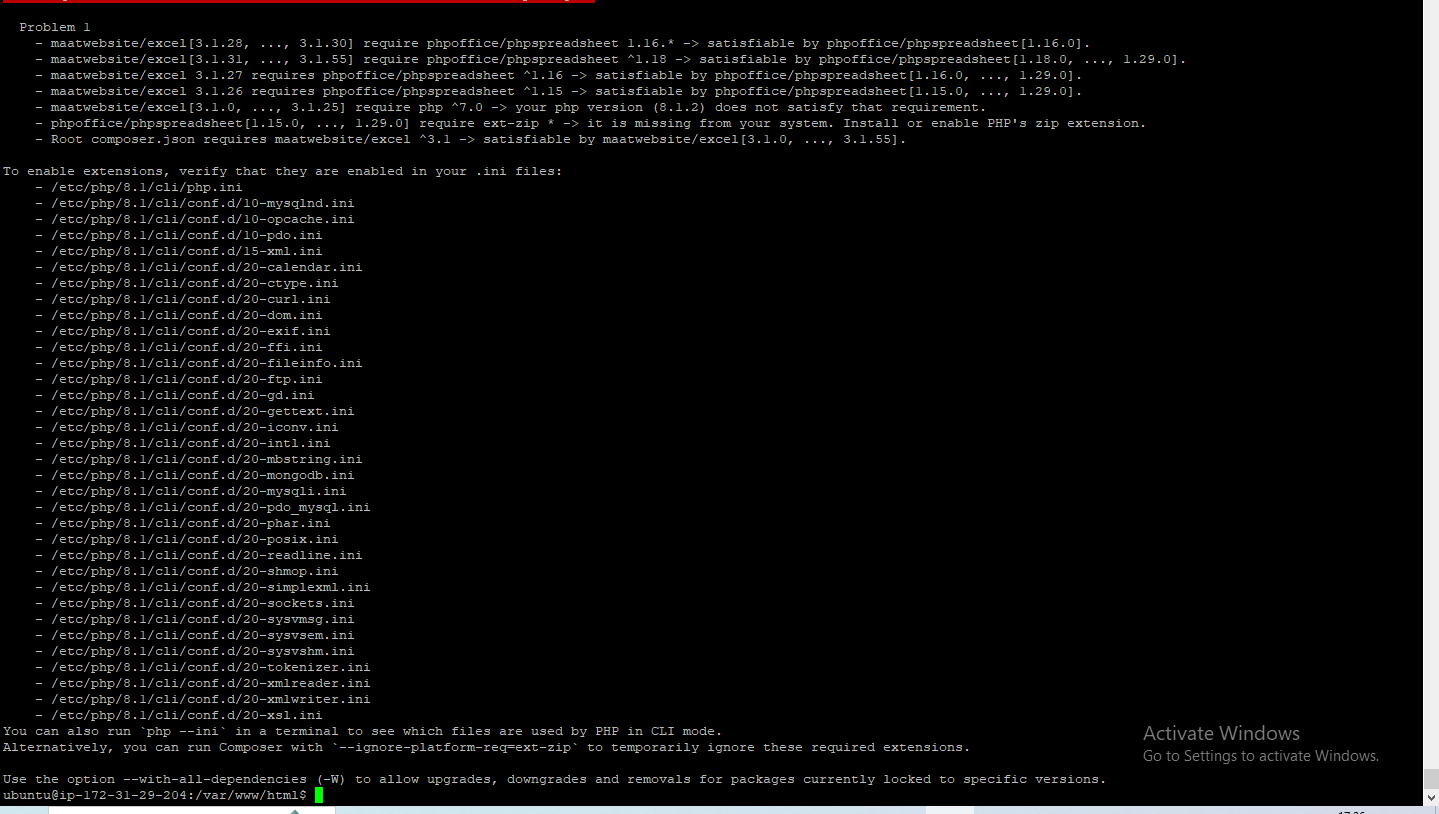 Problem 1
- maatwebsite/excel[3.1.28, ..., 3.1.30] require phpoffice/phpspreadsheet 1.16.* -> satisfiable by phpoffice/phpspreadsheet[1.16.0].
- maatwebsite/excel[3.1.31, ..., 3.1.55] require phpoffice/phpspreadsheet ^1.18 -> satisfiable by phpoffice/phpspreadsheet[1.18.0, ..., 1.29.0].
- maatwebsite/excel 3.1.27 requires phpoffice/phpspreadsheet ^1.16 -> satisfiable by phpoffice/phpspreadsheet[1.16.0, ..., 1.29.0].
- maatwebsite/excel 3.1.26 requires phpoffice/phpspreadsheet ^1.15 -> satisfiable by phpoffice/phpspreadsheet[1.15.0, ..., 1.29.0].
- maatwebsite/excel[3.1.0, ..., 3.1.25] require php ^7.0 -> your php version (8.1.2) does not satisfy that requirement.
- phpoffice/phpspreadsheet[1.15.0, ..., 1.29.0] require ext-zip * -> it is missing from your system. Install or enable PHP's zip extension.
- Root composer.json requires maatwebsite/excel ^3.1 -> satisfiable by maatwebsite/excel[3.1.0, ..., 3.1.55].
To enable extensions, verify that they are enabled in your .ini files:
- /etc/php/8.1/cli/php.ini
- /etc/php/8.1/cli/conf.d/10-mysqlnd.ini
- /etc/php/8.1/cli/conf.d/10-opcache.ini
- /etc/php/8.1/cli/conf.d/10-pdo.ini
- /etc/php/8.1/cli/conf.d/15-xml.ini
- /etc/php/8.1/cli/conf.d/20-calendar.ini
- /etc/php/8.1/cli/conf.d/20-ctype.ini
- /etc/php/8.1/cli/conf.d/20-curl.ini
- /etc/php/8.1/cli/conf.d/20-dom.ini
- /etc/php/8.1/cli/conf.d/20-exif.ini
- /etc/php/8.1/cli/conf.d/20-ffi.ini
- /etc/php/8.1/cli/conf.d/20-fileinfo.ini
- /etc/php/8.1/cli/conf.d/20-ftp.ini
- /etc/php/8.1/cli/conf.d/20-gd.ini
- /etc/php/8.1/cli/conf.d/20-gettext.ini
- /etc/php/8.1/cli/conf.d/20-iconv.ini
- /etc/php/8.1/cli/conf.d/20-intl.ini
- /etc/php/8.1/cli/conf.d/20-mbstring.ini
- /etc/php/8.1/cli/conf.d/20-mongodb.ini
- /etc/php/8.1/cli/conf.d/20-mysqli.ini
- /etc/php/8.1/cli/conf.d/20-pdo_mysql.ini
- /etc/php/8.1/cli/conf.d/20-phar.ini
- /etc/php/8.1/cli/conf.d/20-posix.ini
- /etc/php/8.1/cli/conf.d/20-readline.ini
- /etc/php/8.1/cli/conf.d/20-shmop.ini
- /etc/php/8.1/cli/conf.d/20-simplexml.ini
- /etc/php/8.1/cli/conf.d/20-sockets.ini
- /etc/php/8.1/cli/conf.d/20-sysvmsg.ini
- /etc/php/8.1/cli/conf.d/20-sysvsem.ini
- /etc/php/8.1/cli/conf.d/20-sysvshm.ini
- /etc/php/8.1/cli/conf.d/20-tokenizer.ini
- /etc/php/8.1/cli/conf.d/20-xmlreader.ini
- /etc/php/8.1/cli/conf.d/20-xmlwriter.ini
- /etc/php/8.1/cli/conf.d/20-xsl.ini
You can also run `php --ini` in a terminal to see which files are used by PHP in CLI mode.
Alternatively, you can run Composer with `--ignore-platform-req=ext-zip` to temporarily ignore these required extensions.
Use the option --with-all-dependencies (-W) to allow upgrades, downgrades and removals for packages currently locked to specific versions.
ubuntu@ip-172-31-29-204:/var/www/html$
Activate Windows
Go to Settings to activate Windows.